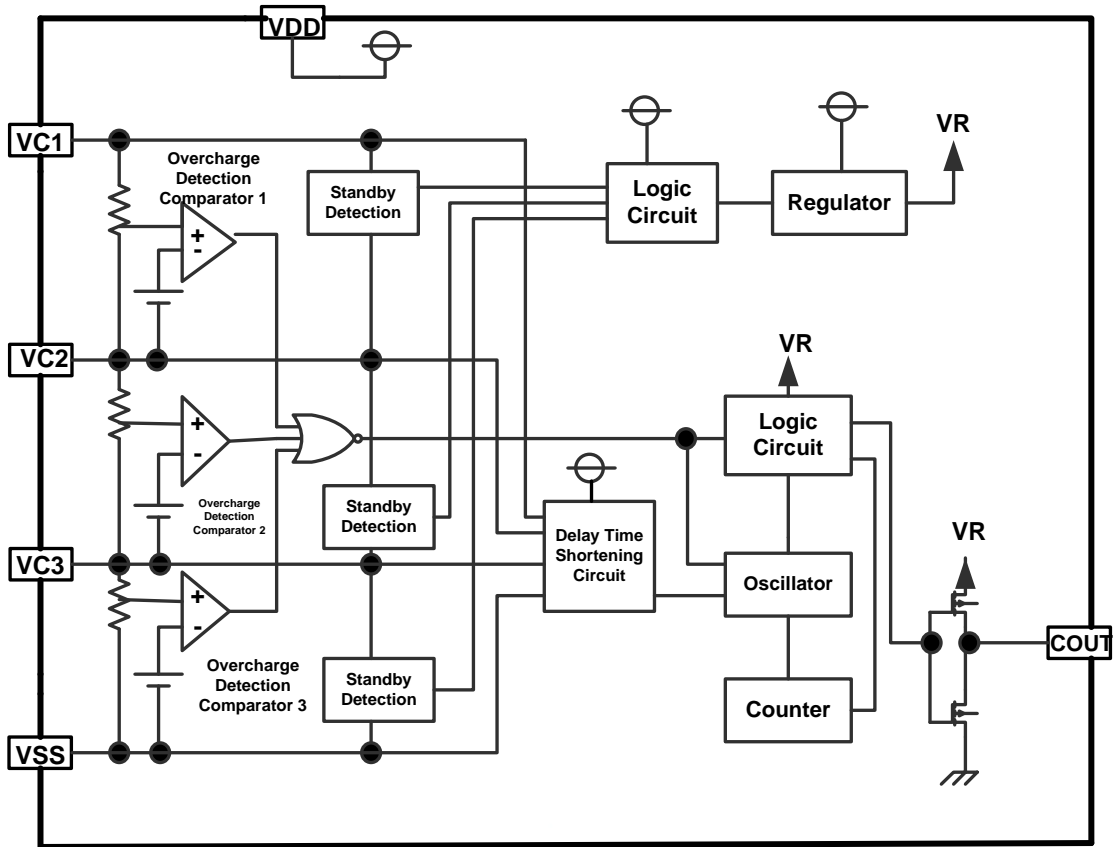 VDD
VC1
Overcharge
Detection
Comparator 1
+
-
Standby
Detection
Logic
Circuit
Regulator
VR
VC2
+
-
Overcharge
Detection
Comparator 2
Standby
Detection
VR
Logic
Circuit
Delay Time
Shortening
Circuit
Oscillator
Counter
VR
VC3
+
-
Overcharge
Detection
Comparator 3
Standby
Detection
COUT
VSS